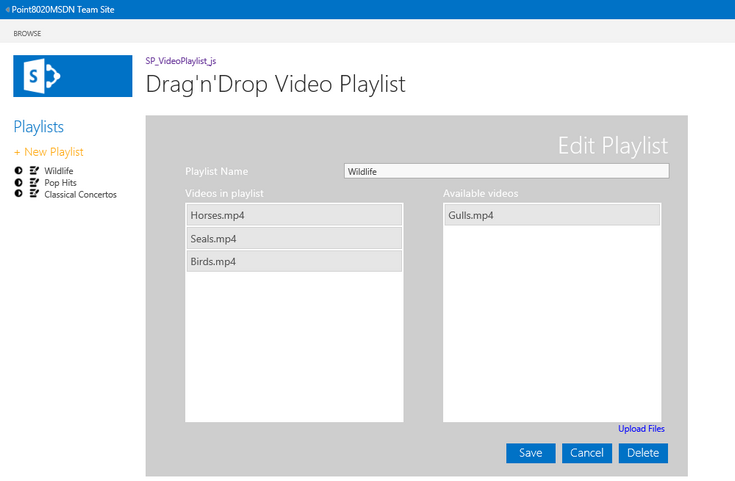 Point8020MSDN Team Site
BROWSE
S
SP_VideoPlaylist_js
Drag'n'Drop Video Playlist
Playlists
+ New Playlist
Wildlife
Pop Hits
Classical Concertos
Edit Playlist
Playlist Name
Wildlife
Videos in playlist
Available videos
Horses.mp4
Gulls.mp4
Seals.mp4
Birds.mp4
Upload Files
Save
Cancel
Delete